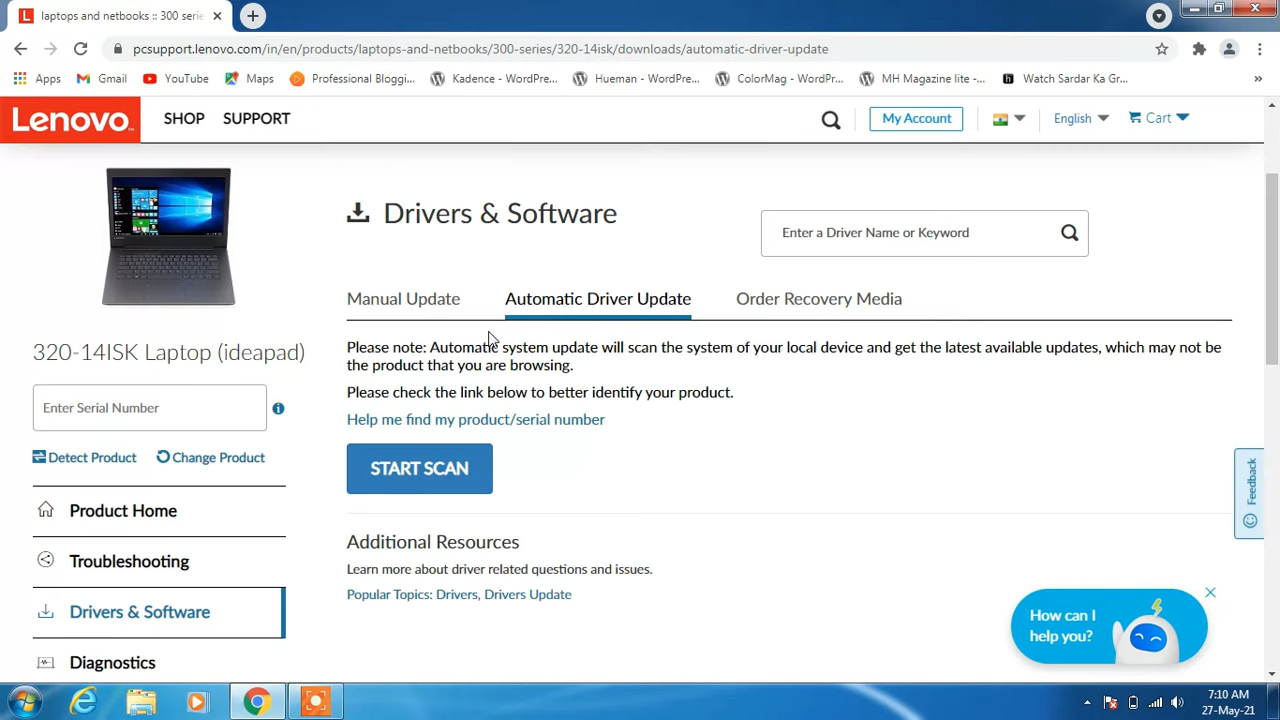 laptops and netbooks :: 300 serie
pcsupport.lenovo.com/in/en/products/laptops-and-netbooks/300-series/320-14isk/downloads/automatic-driver-update
Apps Gmail YouTube Maps Professional Bloggi... Kadence - WordPre... Hueman - WordPre... ColorMag - WordPr... MH Magazine lite -... Watch Sardar Ka Gr... »
Lenovo SHOP SUPPORT My Account English Cart
Drivers & Software
Enter a Driver Name or Keyword
Manual Update Automatic Driver Update Order Recovery Media
Please note: Automatic system update will scan the system of your local device and get the latest available updates, which may not be
the product that you are browsing.
Please check the link below to better identify your product.
Help me find my product/serial number
START SCAN
320-14ISK Laptop (ideapad)
Enter Serial Number
Detect Product Change Product
Product Home
Troubleshooting
Drivers & Software
Diagnostics
Additional Resources
Learn more about driver related questions and issues.
Popular Topics: Drivers, Drivers Update
Feedback
How can I
help you?
7:10 AM
27-May-21